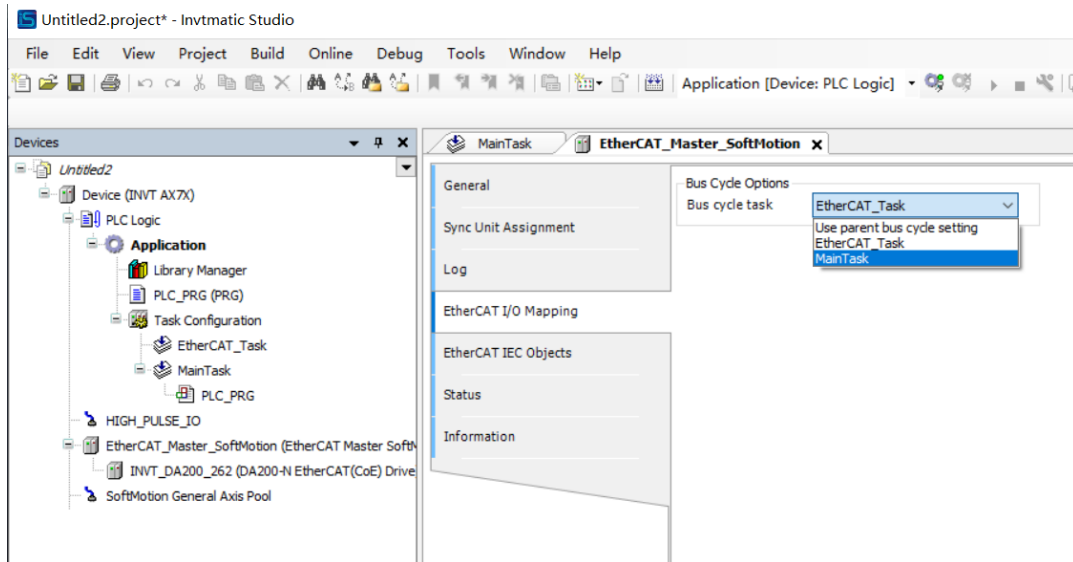 Untitled2.project* - Invtmatic Studio
File Edit View Project Build Online Debug Tools Window Help
Application [Device: PLC Logic]
Devices
MainTask
EtherCAT_Master_SoftMotion
Untitled2
Device (INVT AX7X)
PLC Logic
Application
Library Manager
PLC_PRG (PRG)
Task Configuration
EtherCAT_Task
MainTask
PLC_PRG
HIGH_PULSE_IO
EtherCAT_Master_SoftMotion (EtherCAT Master Soft
INVT_DA200_262 (DA200-N EtherCAT(CoE) Drive
SoftMotion General Axis Pool
General
Sync Unit Assignment
Log
EtherCAT I/O Mapping
EtherCAT IEC Objects
Status
Information
Bus Cycle Options
Bus cycle task
EtherCAT_Task
Use parent bus cycle setting
EtherCAT_Task
MainTask